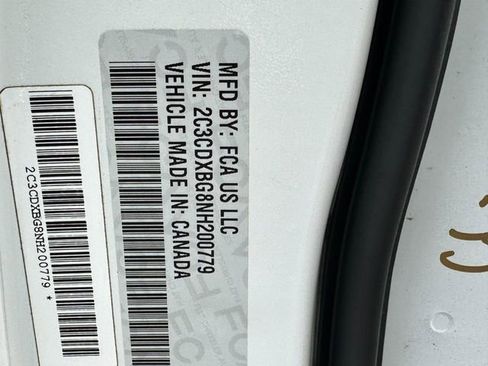 MFD BY: FCA US LLC
VIN: 2C3CDXBG8NH200779
VEHICLE MADE IN: CANADA
2C3CDXBG8NH200779 *